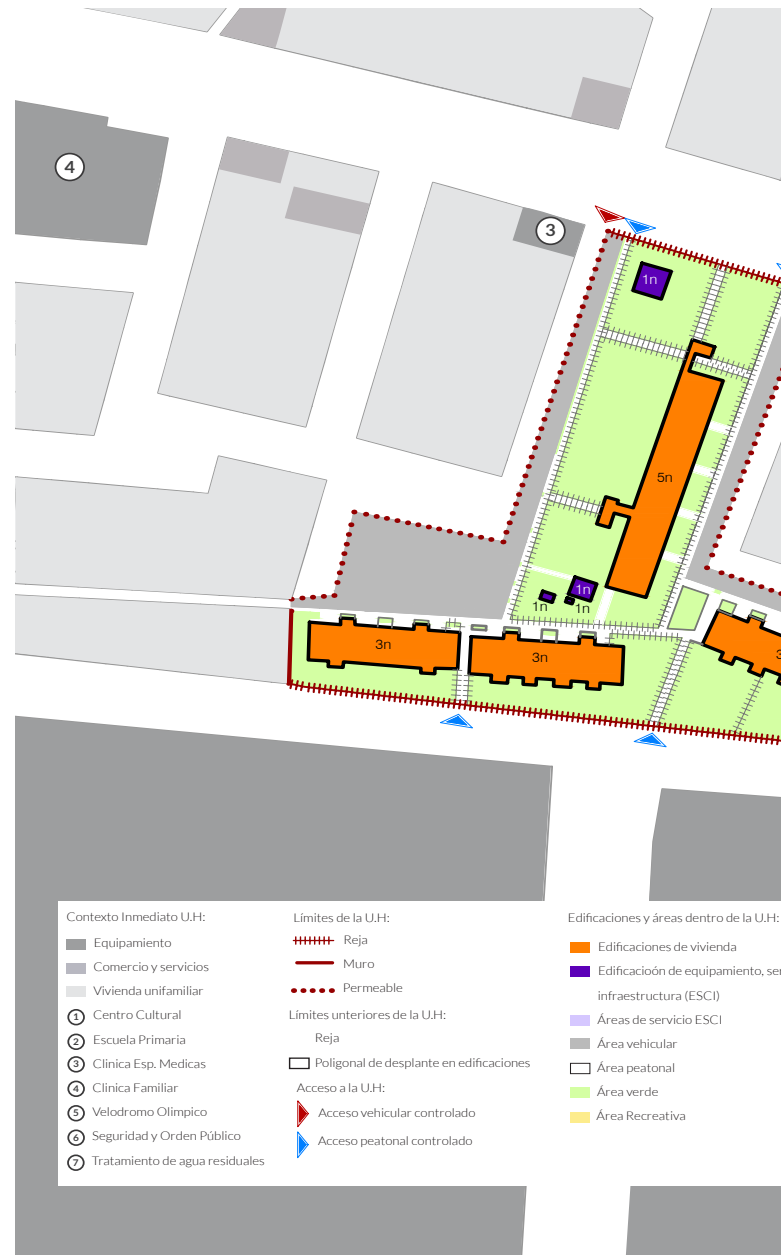 4
3
1n
5n
1n
1n
1n
3n
3n
3
Contexto Inmediato U.H:
Equipamiento
Comercio y servicios
Vivienda unifamiliar
1 Centro Cultural
2 Escuela Primaria
3 Clinica Esp. Medicas
4 Clinica Familiar
5 Velodromo Olimpico
6 Seguridad y Orden Público
7 Tratamiento de agua residuales
Límites de la U.H:
Reja
Muro
Permeable
Límites unteriores de la U.H:
Reja
Poligonal de desplante en edificaciones
Acceso a la U.H:
Acceso vehicular controlado
Acceso peatonal controlado
Edificaciones y áreas dentro de la U.H:
Edificaciones de vivienda
Edificacioón de equipamiento, ser
infraestructura (ESCI)
Áreas de servicio ESCI
Área vehicular
Área peatonal
Área verde
Área Recreativa